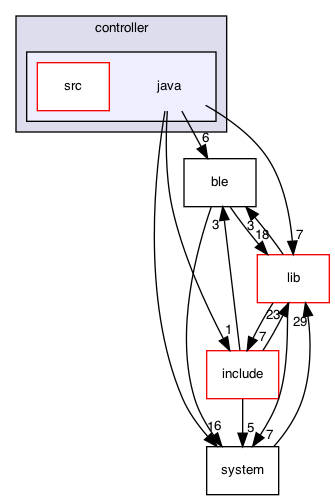 controller
src
java
6
ble
3
3
18
7
lib
1
7
23
29
include
16
5
7
system